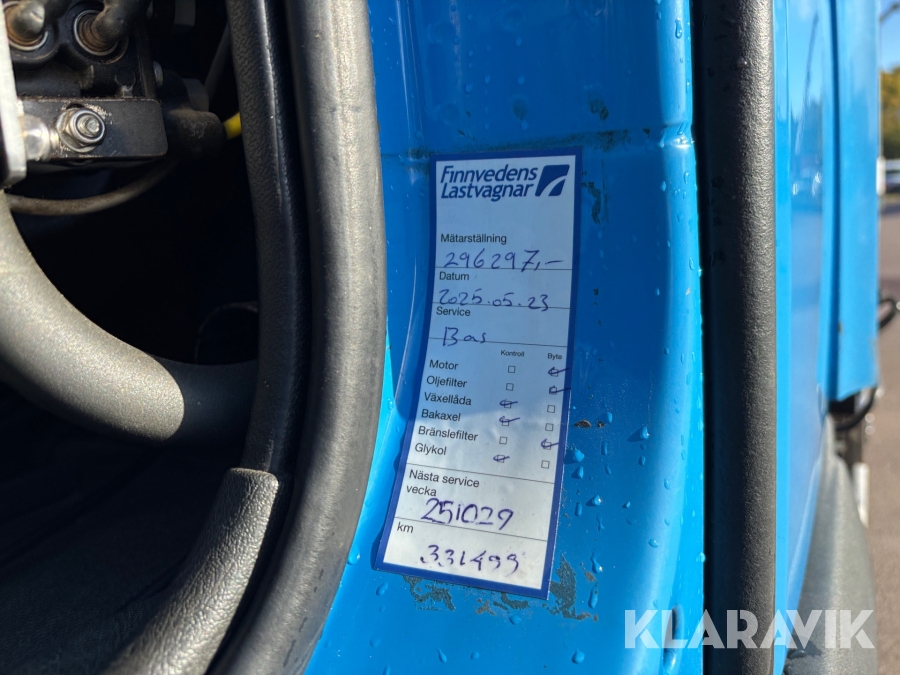 Finnvedens
Lastvagnar
Mätarställning
296297,-
Datum
2025.05.23
Service
Bas
Kontroll Byte
Motor
Oljefilter
Växellåda
Bakaxel
Bränslefilter
Glykol
Nästa service
vecka
251029
km
331499
KLARAVIK